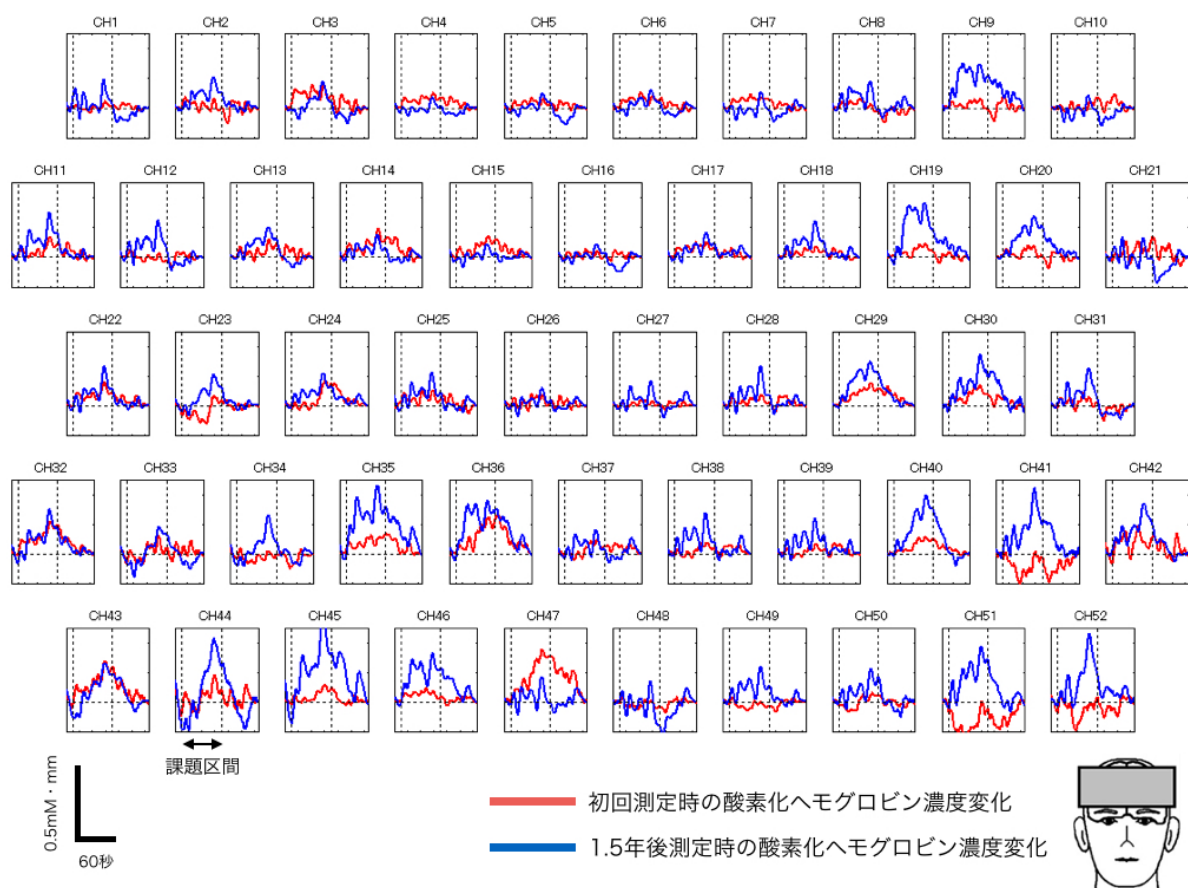 CH1 CH2 CH3 CH4 CH5 CH6 CH7 CH8 CH9 CH10
CH11 CH12 CH13 CH14 CH15 CH16 CH17 CH18 CH19 CH20 CH21
CH22 CH23 CH24 CH25 CH26 CH27 CH28 CH29 CH30 CH31
CH32 CH33 CH34 CH35 CH36 CH37 CH38 CH39 CH40 CH41 CH42
CH43 CH44 CH45 CH46 CH47 CH48 CH49 CH50 CH51 CH52
課題区間
0.5mM・mm
60秒
初回測定時の酸素化ヘモグロビン濃度変化
1.5年後測定時の酸素化ヘモグロビン濃度変化